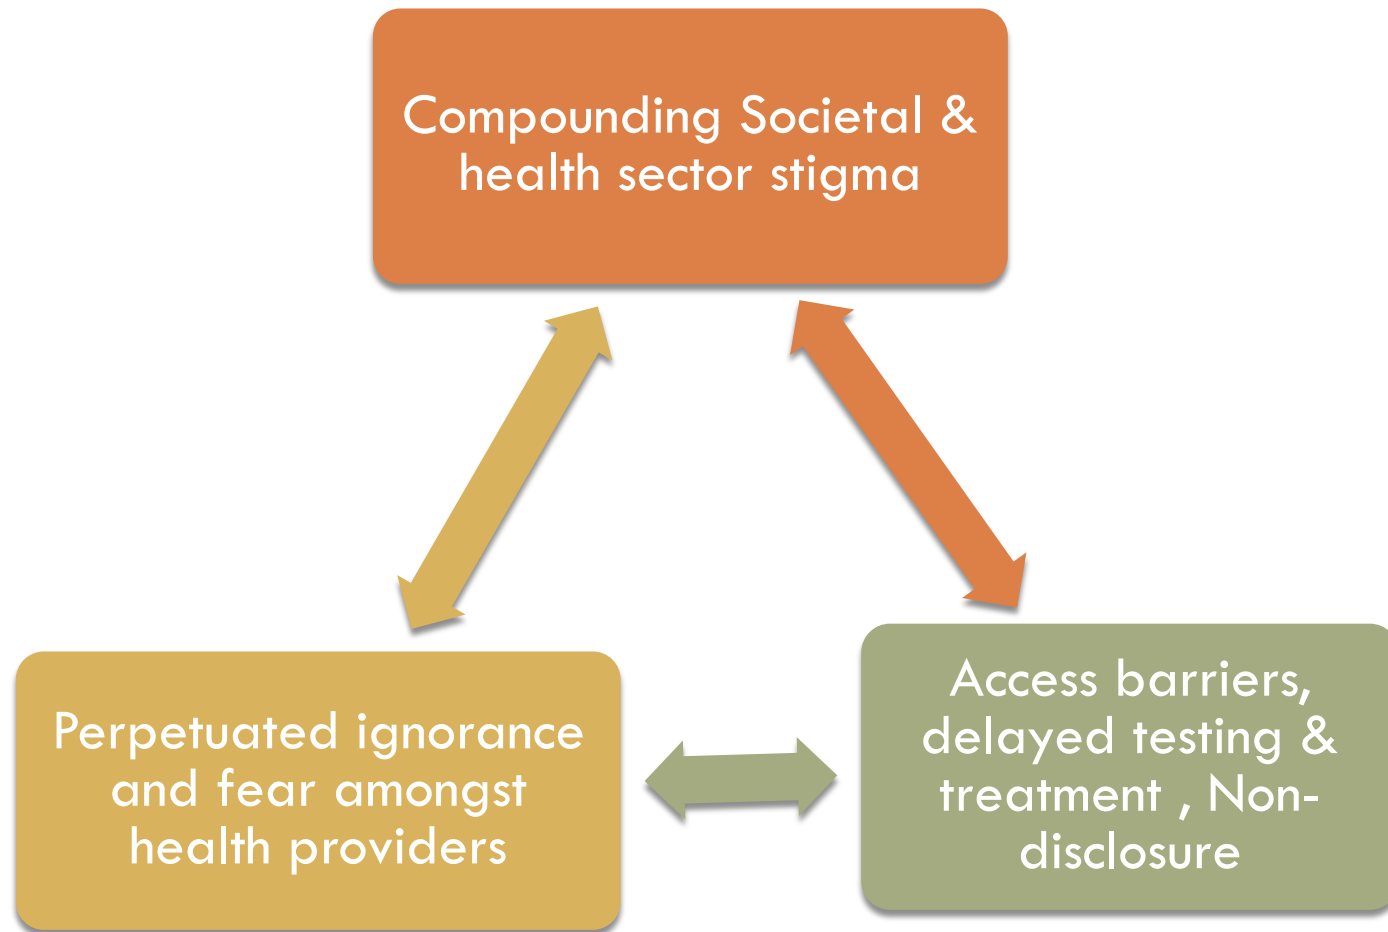 Compounding Societal &
health sector stigma
Perpetuated ignorance
and fear amongst
health providers
Access barriers,
delayed testing &
treatment , Non-
disclosure